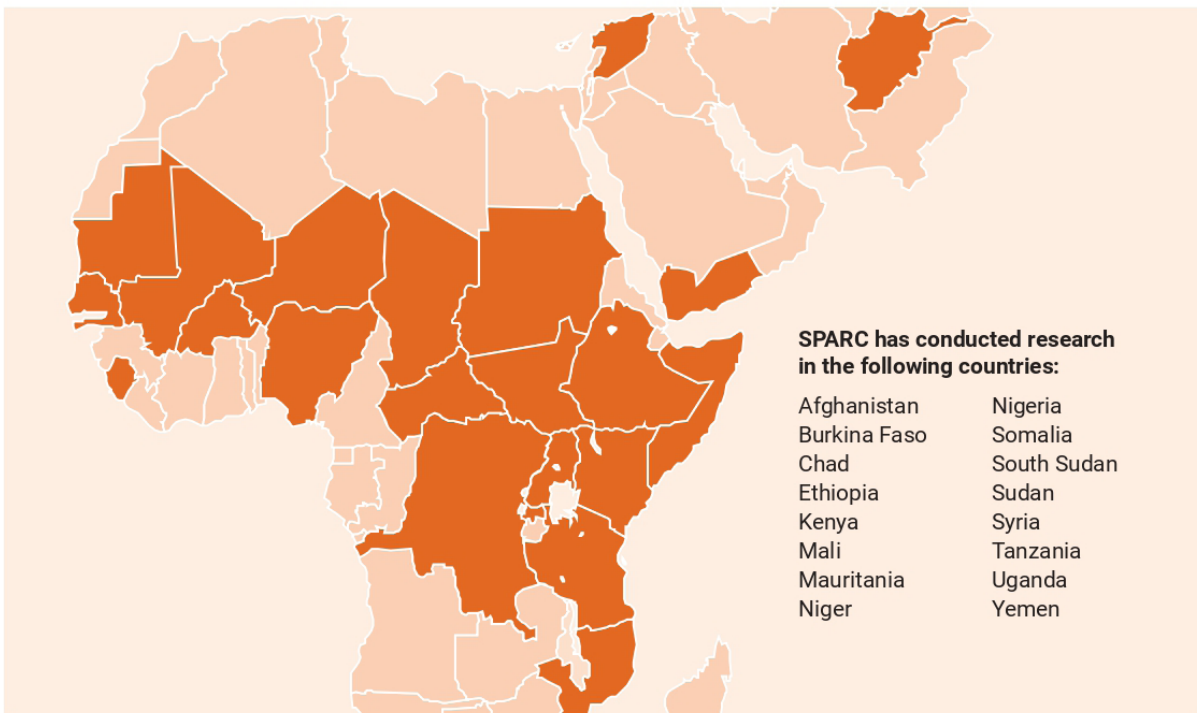 SPARC has conducted research
in the following countries:
Afghanistan
Burkina Faso
Chad
Ethiopia
Kenya
Mali
Mauritania
Niger
Nigeria
Somalia
South Sudan
Sudan
Syria
Tanzania
Uganda
Yemen